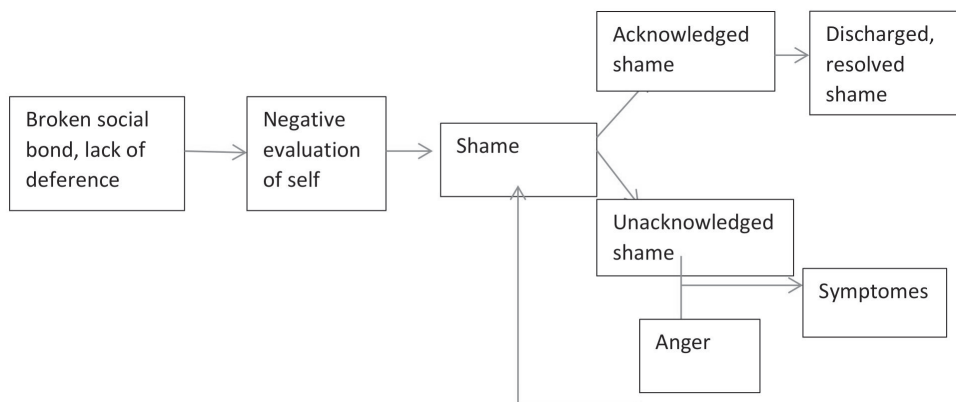 Broken social
bond, lack of
deference
Negative
evaluation
of self
Shame
Acknowledged
shame
Discharged,
resolved
shame
Unacknowledged
shame
Symptomes
Anger